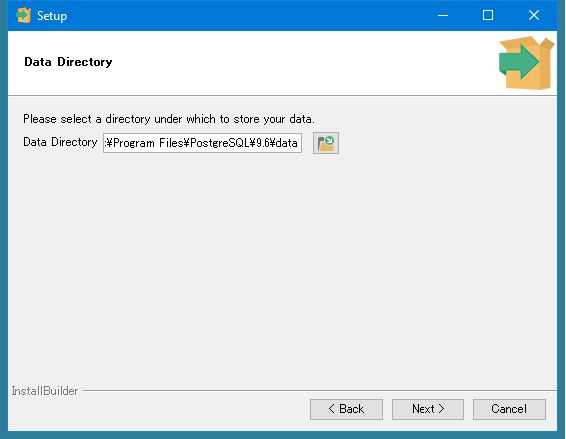 Setup
Data Directory
Please select a directory under which to store your data.
Data Directory :¥Program Files¥PostgreSQL¥9.6¥data
InstallBuilder
< Back Next > Cancel